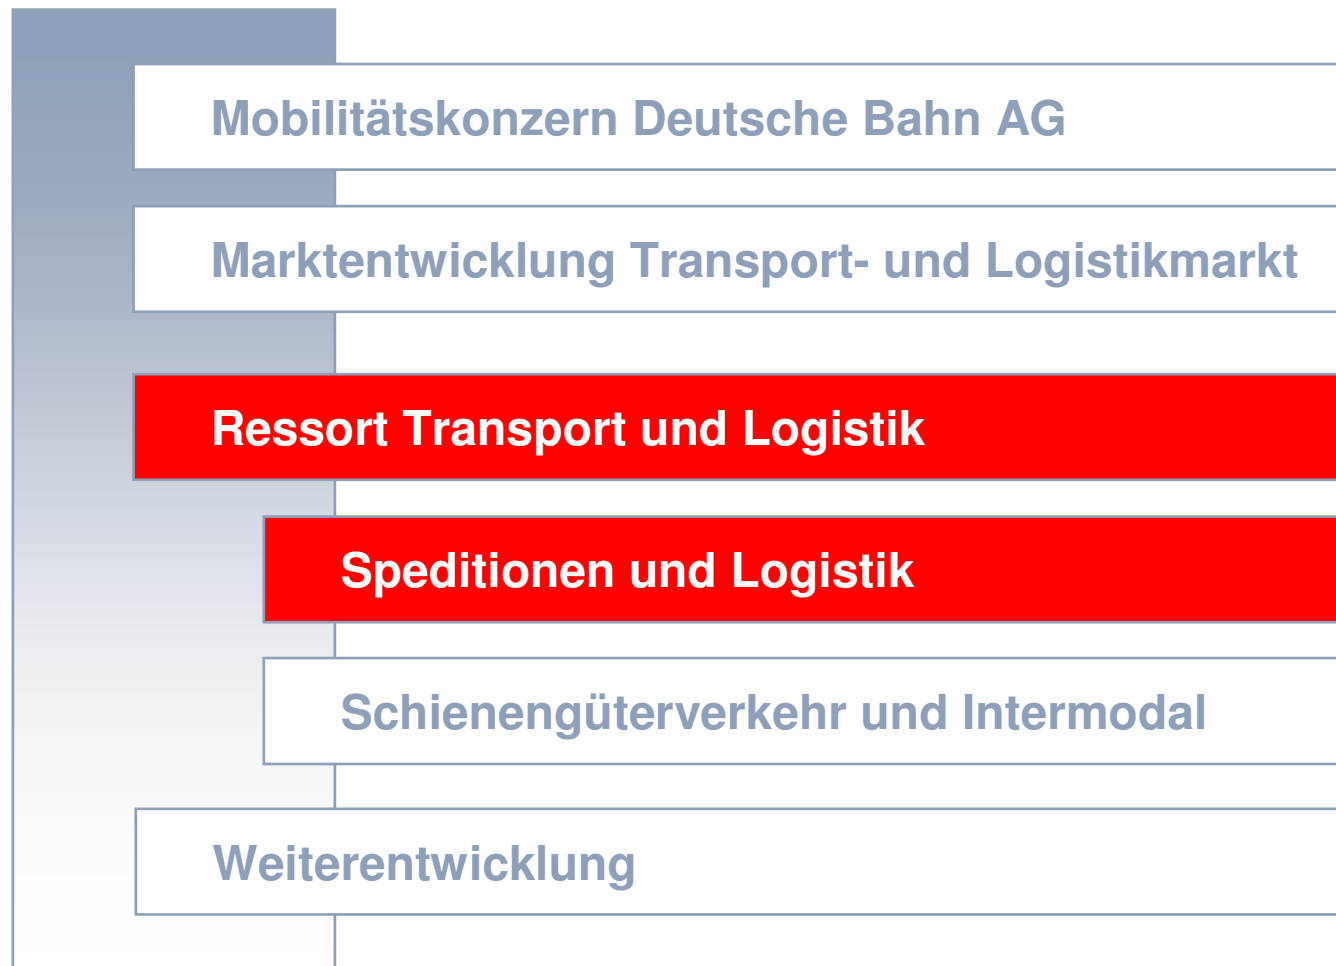 Mobilitätskonzern Deutsche Bahn AG
Marktentwicklung Transport- und Logistikmarkt
Ressort Transport und Logistik
Speditionen und Logistik
Schienengüterverkehr und Intermodal
Weiterentwicklung